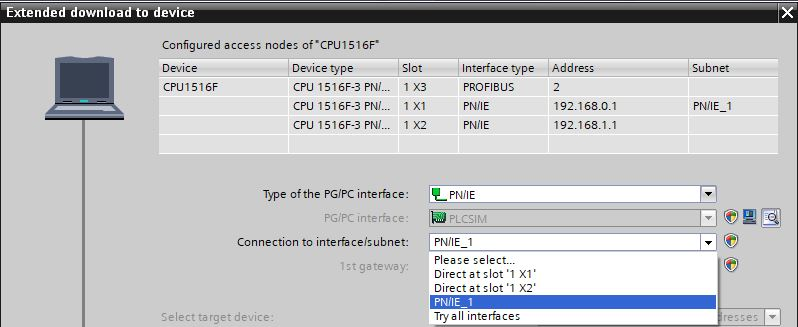 Extended download to device
Configured access nodes of "CPU1516F"
Device Device type Slot Interface type Address Subnet
CPU1516F CPU 1516F-3 PN/... 1 X3 PROFIBUS 2
CPU 1516F-3 PN/... 1 X1 PN/IE 192.168.0.1 PN/IE_1
CPU 1516F-3 PN/... 1 X2 PN/IE 192.168.1.1
Type of the PG/PC interface: PN/IE
PG/PC interface: PLCSIM
Connection to interface/subnet: PN/IE_1
Please select...
1st gateway: Direct at slot '1 X1'
Direct at slot '1 X2'
PN/IE_1
Select target device: Try all interfaces dresses